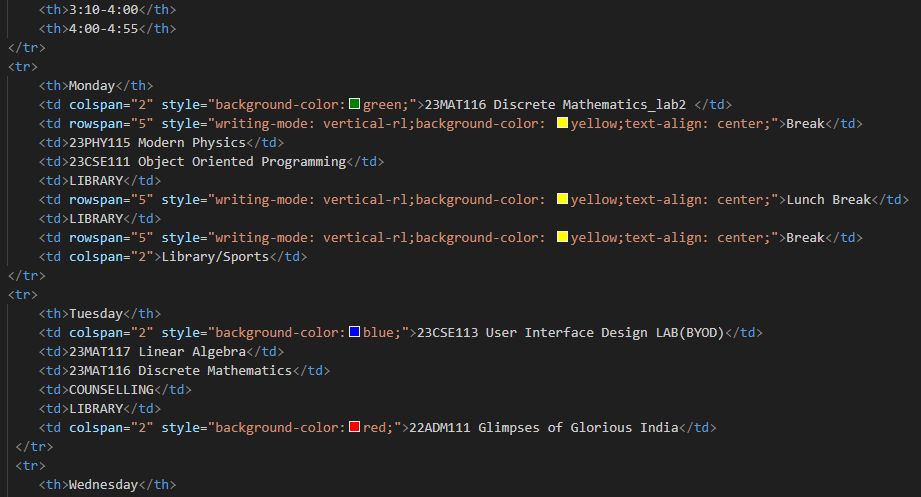 <th>3:10-4:00</th>
<th>4:00-4:55</th>
</tr>
<tr>
<th>Monday</th>
<td colspan="2" style="background-color:green;">23MAT116 Discrete Mathematics_lab2 </td>
<td rowspan="5" style="writing-mode: vertical-rl;background-color: yellow;text-align: center;">Break</td>
<td>23PHY115 Modern Physics</td>
<td>23CSE111 Object Oriented Programming</td>
<td>LIBRARY</td>
<td rowspan="5" style="writing-mode: vertical-rl;background-color: yellow;text-align: center;">Lunch Break</td>
<td>LIBRARY</td>
<td rowspan="5" style="writing-mode: vertical-rl;background-color: yellow;text-align: center;">Break</td>
<td colspan="2">Library/Sports</td>
</tr>
<tr>
<th>Tuesday</th>
<td colspan="2" style="background-color:blue;">23CSE113 User Interface Design LAB(BYOD)</td>
<td>23MAT117 Linear Algebra</td>
<td>23MAT116 Discrete Mathematics</td>
<td>COUNSELLING</td>
<td>LIBRARY</td>
<td colspan="2" style="background-color:red;">22ADM111 Glimpses of Glorious India</td>
</tr>
<tr>
<th>Wednesday</th>